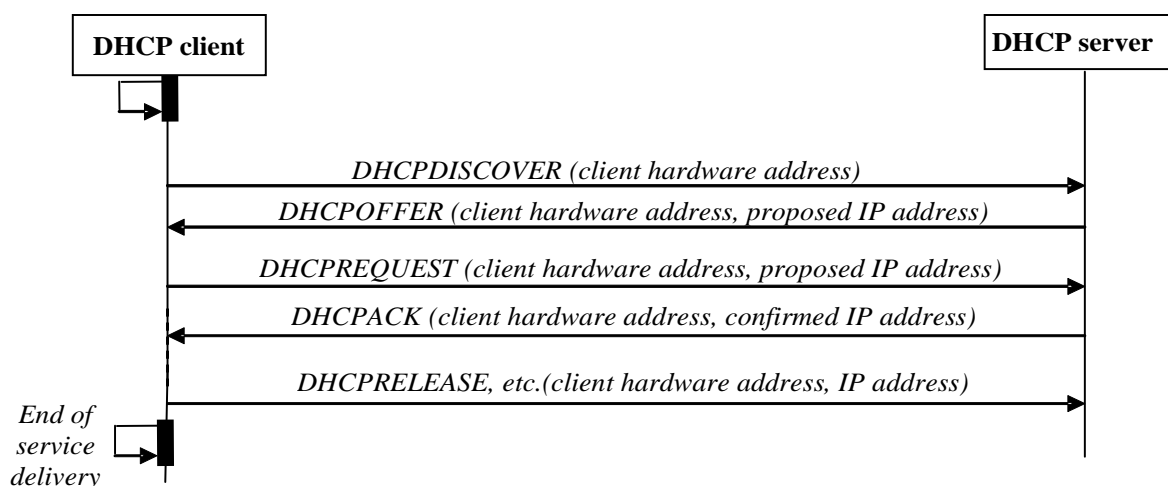 DHCP client
DHCP server
DHCPDISCOVER (client hardware address)
DHCPOFFER (client hardware address, proposed IP address)
DHCPREQUEST (client hardware address, proposed IP address)
DHCPACK (client hardware address, confirmed IP address)
DHCPRELEASE, etc.(client hardware address, IP address)
End of
service
delivery